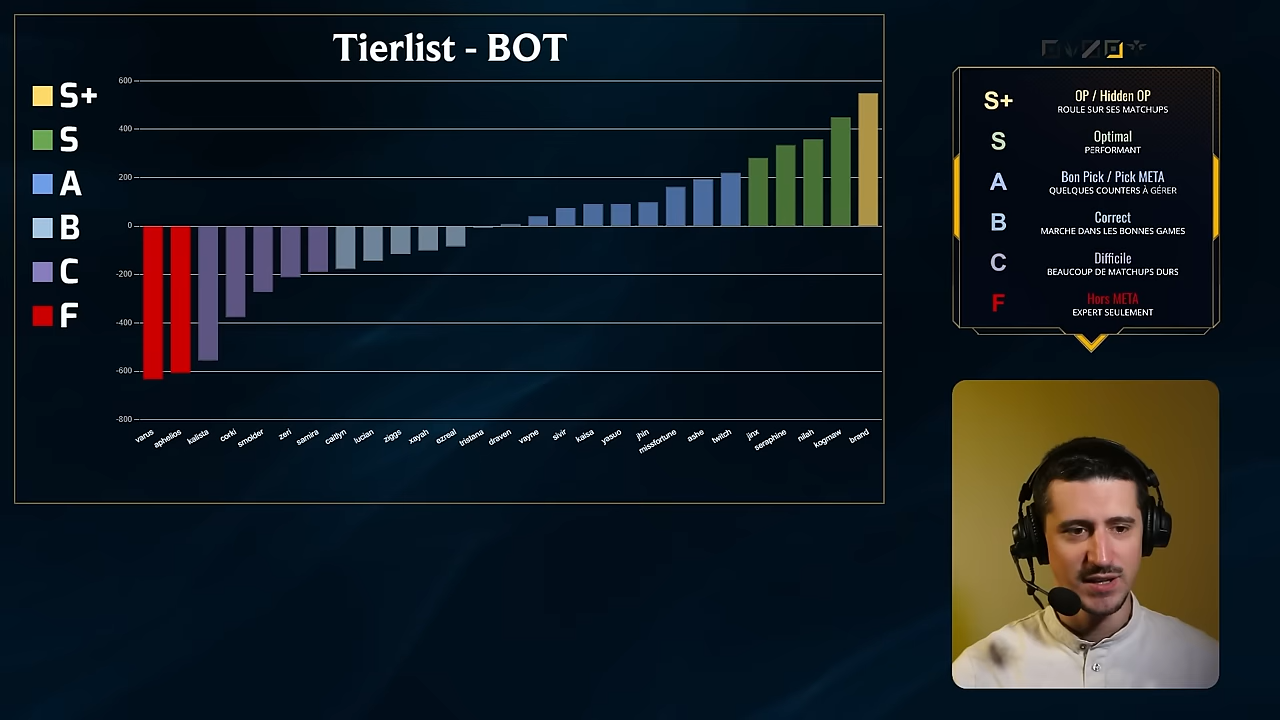 Tierlist - BOT
S+
S
A
B
C
F
600
400
200
0
-200
-400
-600
-800
varus
aphelios
kalista
corki
smolder
zeri
samira
caitlyn
lucian
ziggs
xayah
ezreal
tristana
draven
vayne
sivir
kaisa
yasuo
jhin
missfortune
ashe
twitch
jinx
seraphine
nilah
kogmaw
brand
S+ OP / Hidden OP
ROULE SUR SES MATCHUPS
S Optimal
PERFORMANT
A Bon Pick / Pick META
QUELQUES COUNTERS À GÉRER
B Correct
MARCHE DANS LES BONNES GAMES
C Difficile
BEAUCOUP DE MATCHUPS DURS
F Hors META
EXPERT SEULEMENT